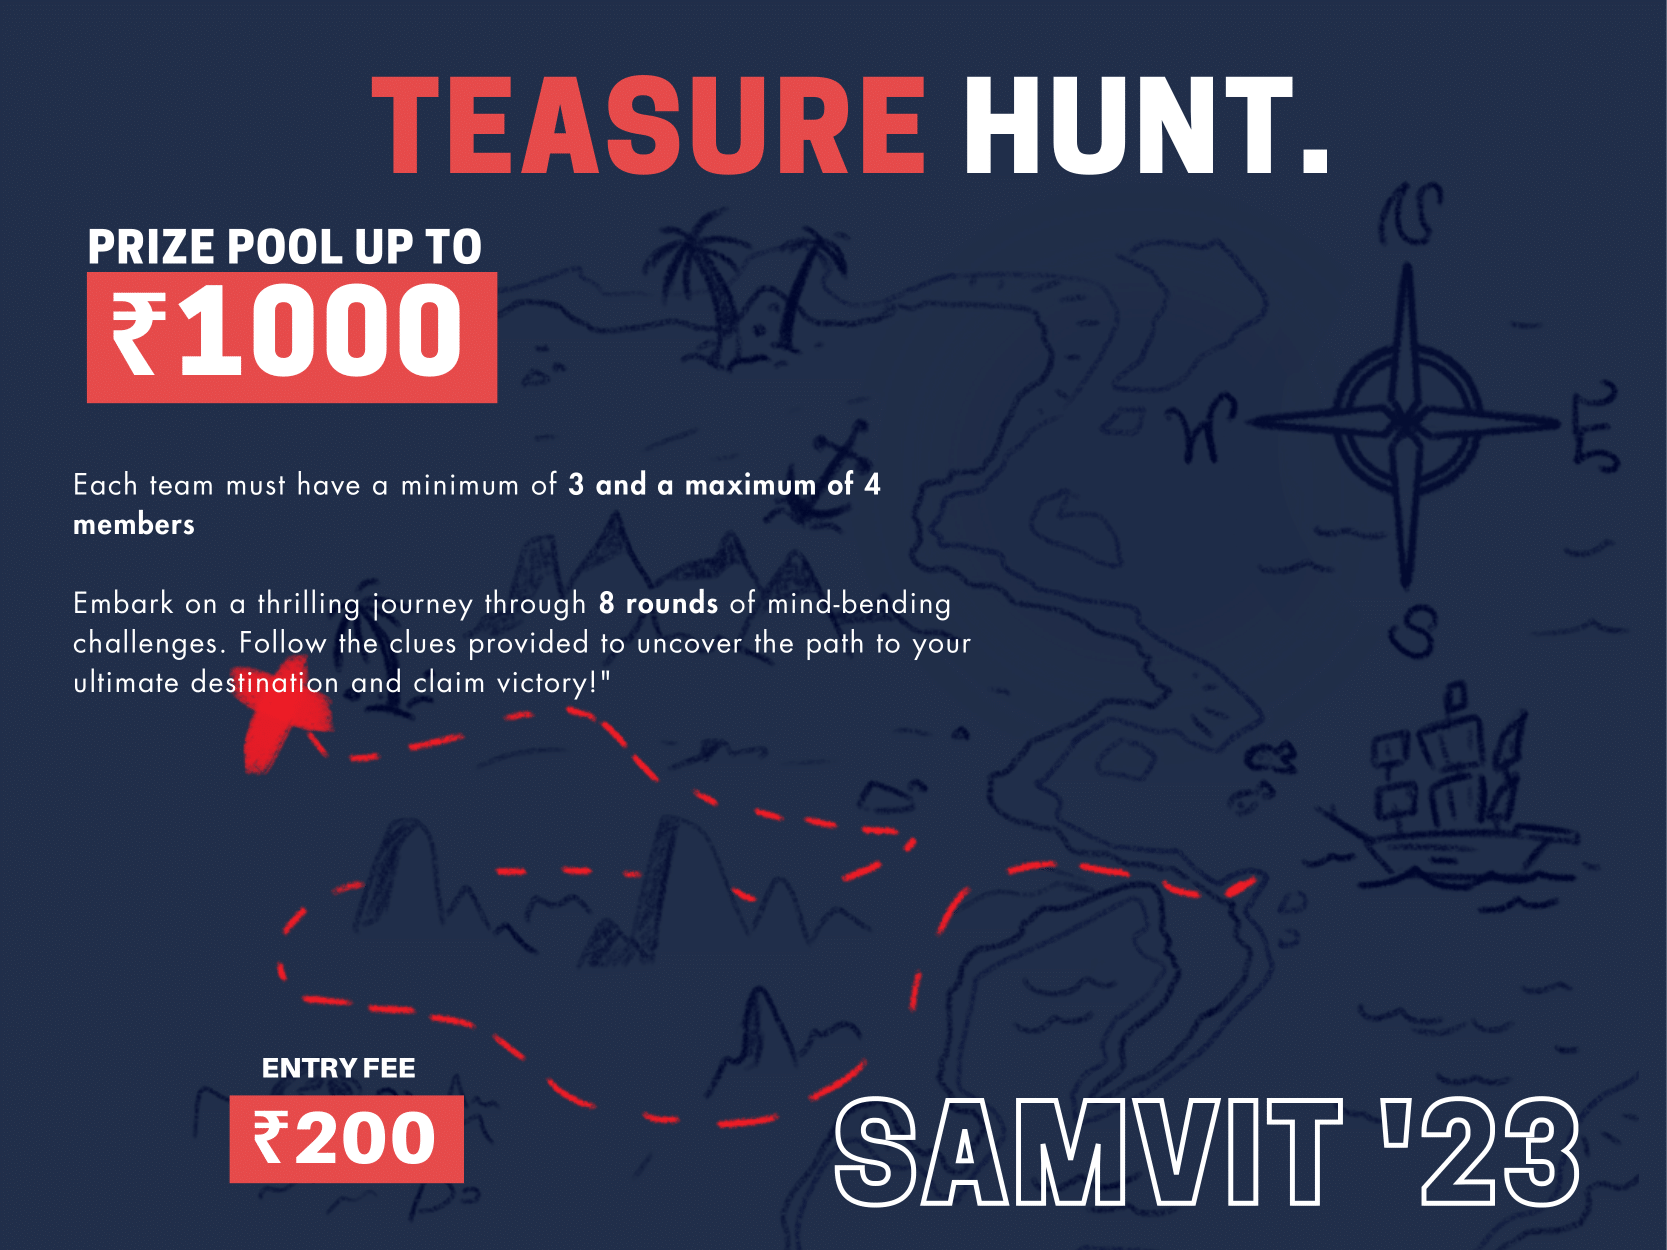 TEASURE HUNT.
PRIZE POOL UP TO
₹1000
Each team must have a minimum of 3 and a maximum of 4
members
Embark on a thrilling journey through 8 rounds of mind-bending
challenges. Follow the clues provided to uncover the path to your
ultimate destination and claim victory!"
N
W
E
S
ENTRY FEE
₹200
SAMVIT '23